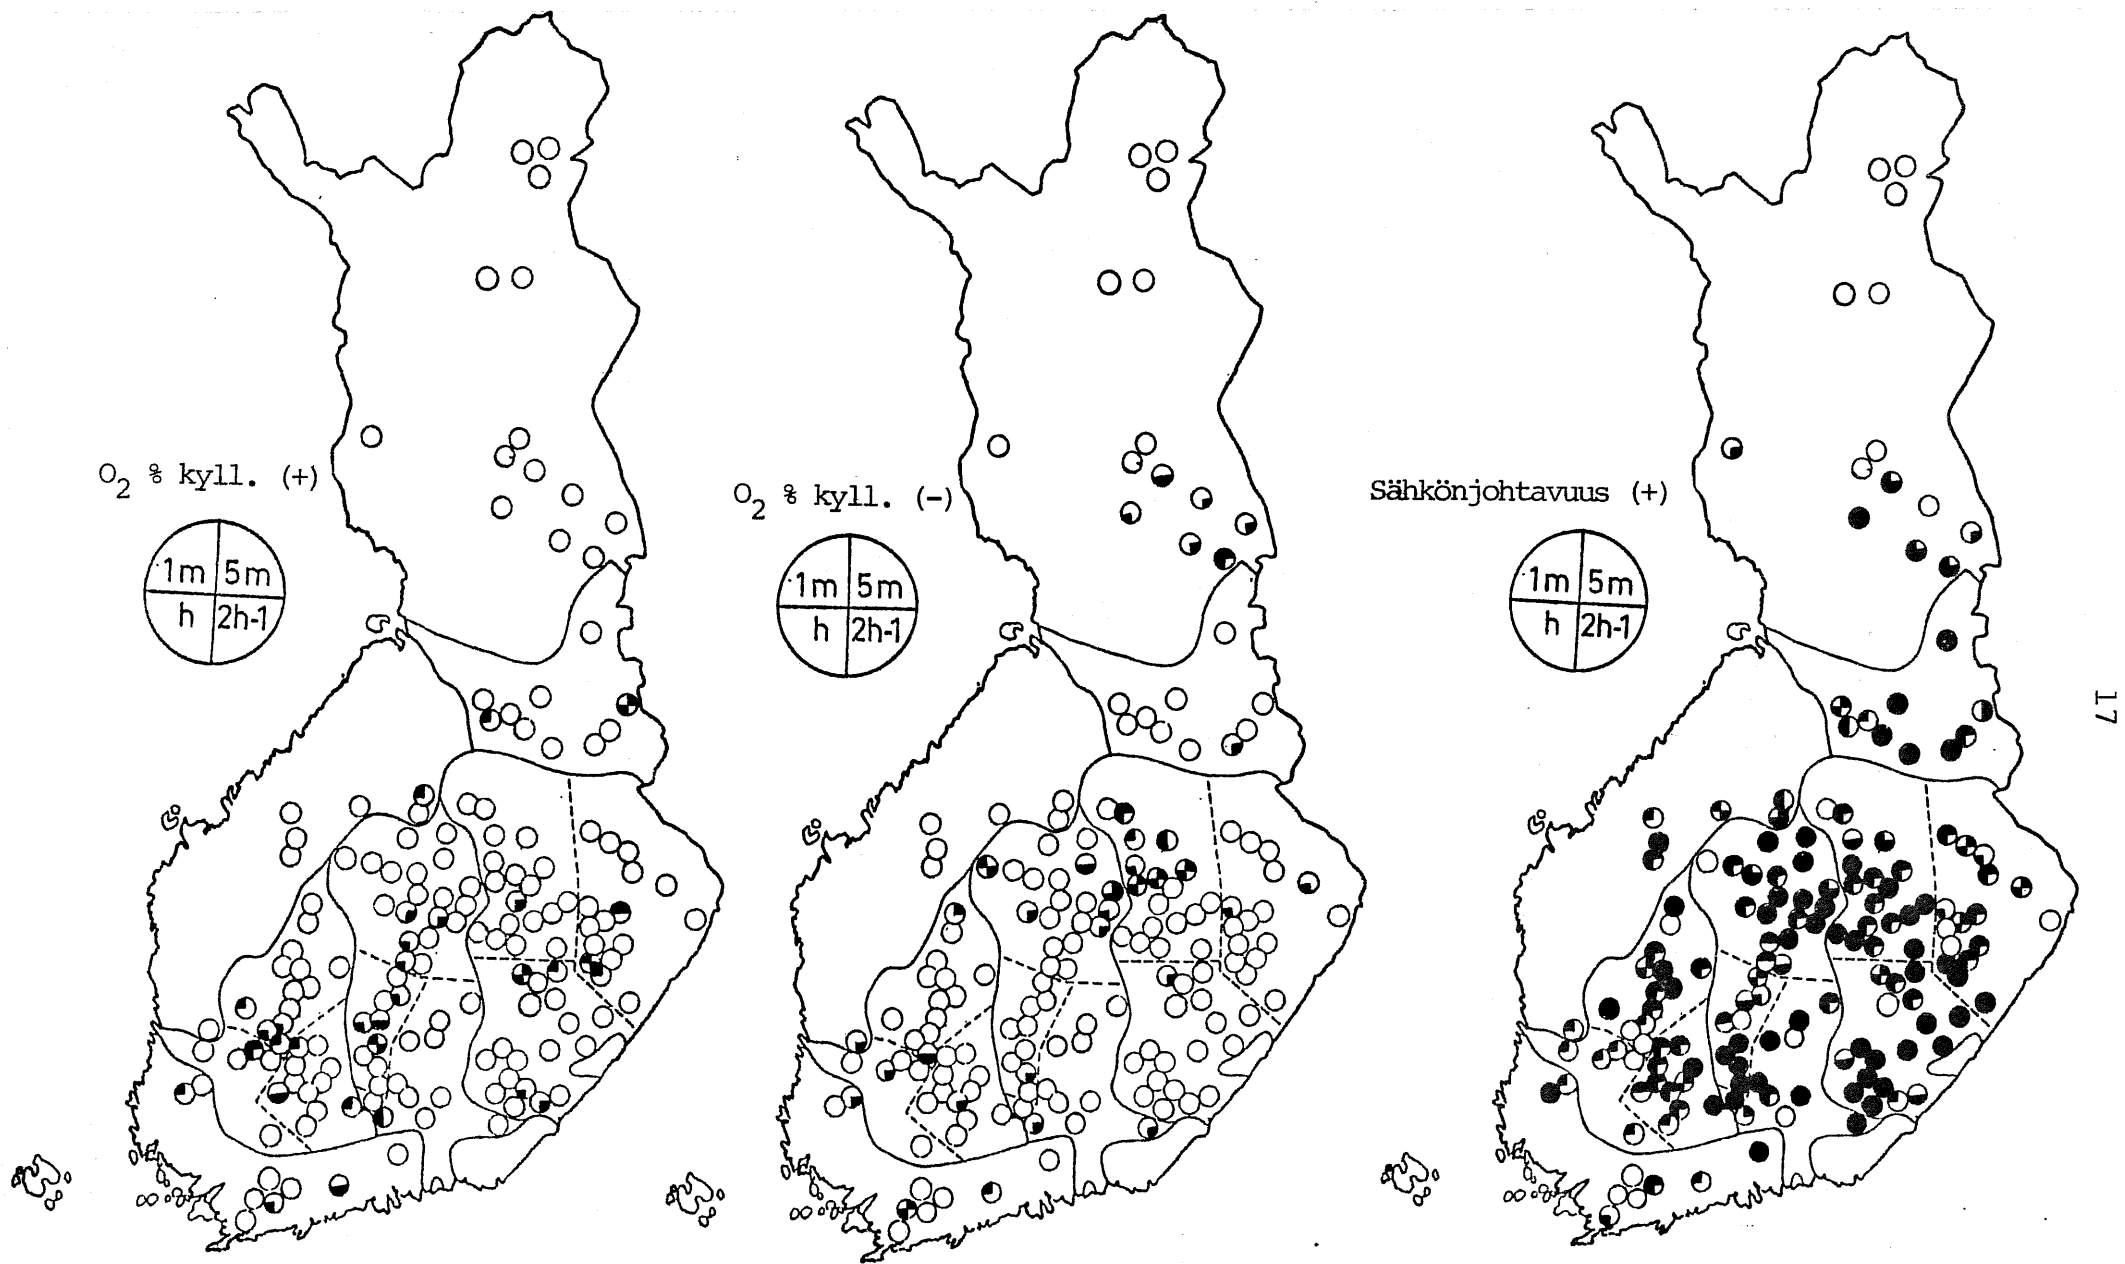 O2 % kyll. (+)
1m 5m
h 2h-1
O2 % kyll. (-)
1m 5m
h 2h-1
Sähkönjohtavuus (+)
1m 5m
h 2h-1
17